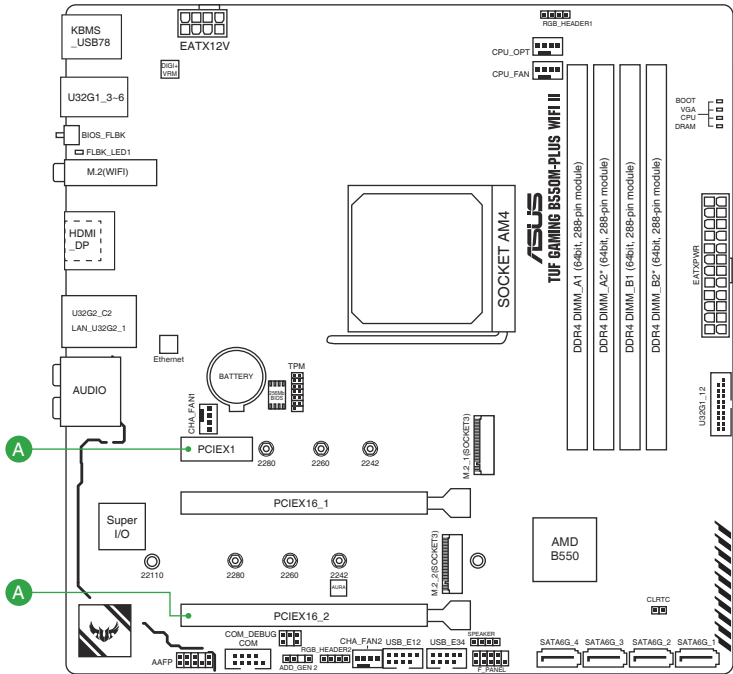 KBMS
_USB78
EATX12V
RGB_HEADER1
DIGI+
VRM
CPU_OPT
CPU_FAN
U32G1_3~6
BIOS_FLBK
FLBK_LED1
M.2(WIFI)
BOOT
VGA
CPU
DRAM
HDMI
_DP
SOCKET AM4
ASUS
TUF GAMING B550M-PLUS WIFI II
DDR4 DIMM_A1 (64bit, 288-pin module)
DDR4 DIMM_A2* (64bit, 288-pin module)
DDR4 DIMM_B1 (64bit, 288-pin module)
DDR4 DIMM_B2* (64bit, 288-pin module)
EATXPWR
U32G2_C2
LAN_U32G2_1
Ethernet
AUDIO
BATTERY
256Mb
BIOS
TPM
CHA_FAN1
U32G1_12
A
PCIEX1
2280
2260
2242
M.2_1(SOCKET3)
PCIEX16_1
Super
I/O
AMD
B550
22110
2280
2260
2242
AURA
M.2_2(SOCKET3)
A
PCIEX16_2
CLRTC
AAFP
COM_DEBUG
COM
ADD_GEN 2
RGB_HEADER2
CHA_FAN2
USB_E12
USB_E34
SPEAKER
F_PANEL
SATA6G_4
SATA6G_3
SATA6G_2
SATA6G_1